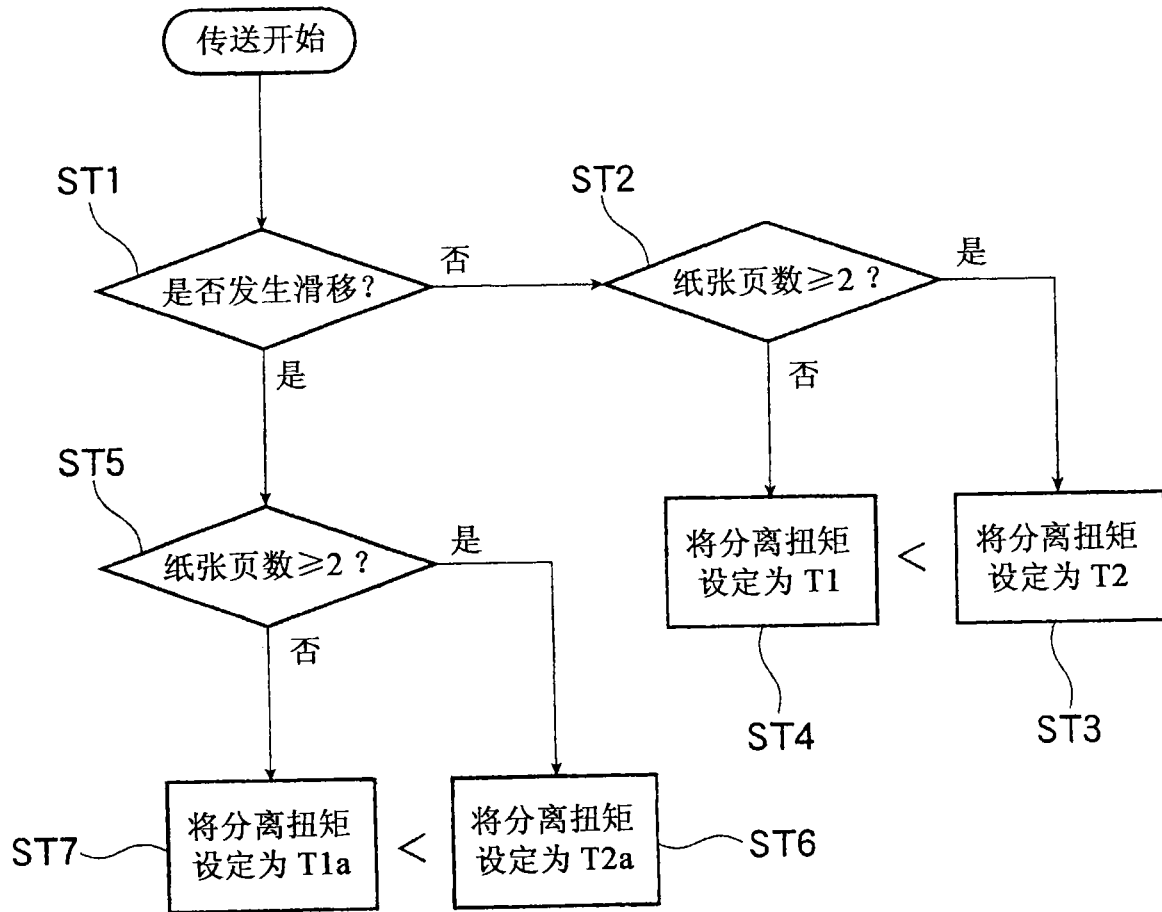 传送开始
ST1
ST2
是否发生滑移?
否
纸张页数≥2 ?
是
是
否
ST5
纸张页数≥2 ?
是
将分离扭矩
设定为 T1
<
将分离扭矩
设定为 T2
否
ST4
ST3
ST7
将分离扭矩
设定为 T1a
<
将分离扭矩
设定为 T2a
ST6